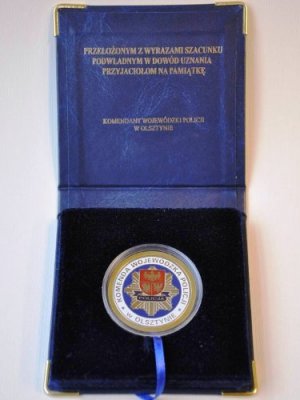 PRZEŁOŻONYM Z WYRAZAMI SZACUNKU
PODWŁADNYM W DOWÓD UZNANIA
PRZYJACIOŁOM NA PAMIĄTKĘ
KOMENDANT WOJEWÓDZKI POLICJI
W OLSZTYNIE
KOMENDA WOJEWÓDZKA POLICJI
POLICJA
W OLSZTYNIE